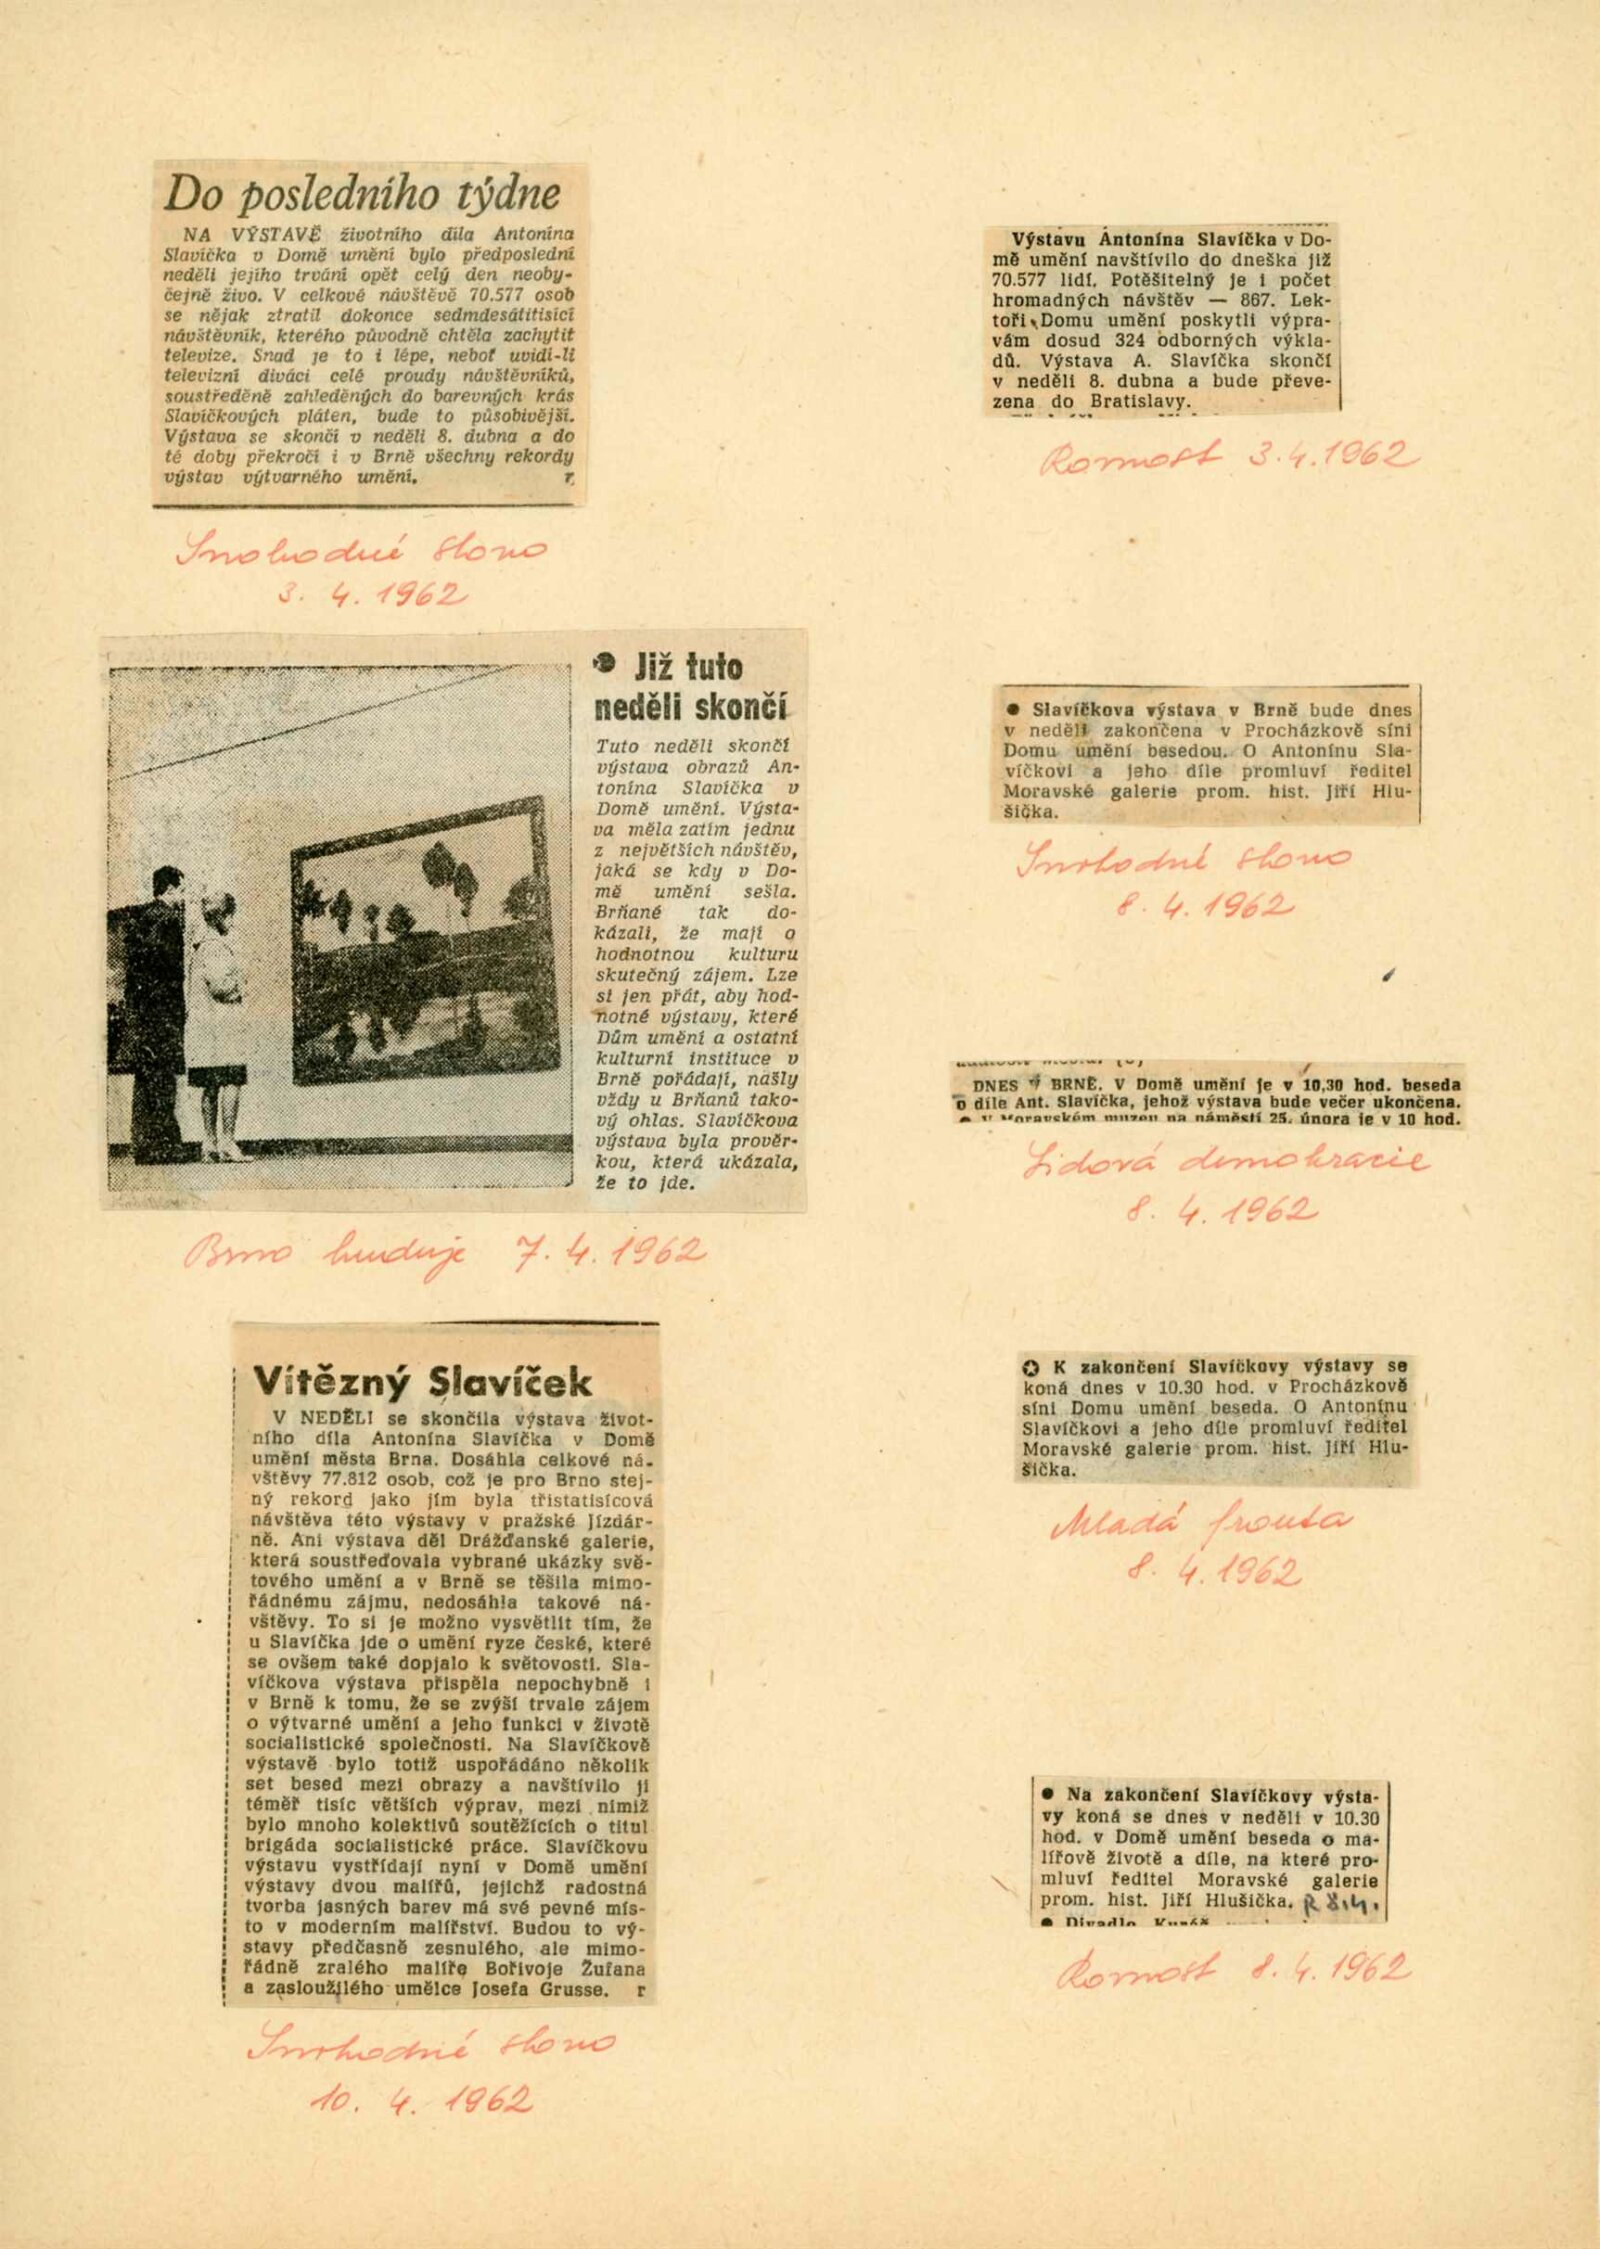 Do posledního týdne
NA VÝSTAVĚ životního díla Antonína
Slavíčka v Domě umění bylo předposlední
neděli jejího trvání opět celý den neoby-
čejně živo. V celkové návštěvě 70.577 osob
se nějak ztratil dokonce sedmdesátitisící
návštěvník, kterého původně chtěla zachytit
televize. Snad je to i lépe, neboť uvidí-li
televizní diváci celé proudy návštěvníků,
soustředěně zahleděných do barevných krás
Slavíčkových pláten, bude to působivější.
Výstava se skončí v neděli 8. dubna a do
té doby překročí i v Brně všechny rekordy
výstav výtvarného umění. r
Svobodné slovo
3. 4. 1962
● Již tuto
neděli skončí
Tuto neděli skončí
výstava obrazů An-
tonína Slavíčka v
Domě umění. Výsta-
va měla zatím jednu
z největších návštěv,
jaká se kdy v Do-
mě umění sešla.
Brňané tak do-
kázali, že mají o
hodnotnou kulturu
skutečný zájem. Lze
si jen přát, aby hod-
notné výstavy, které
Dům umění a ostatní
kulturní instituce v
Brně pořádají, našly
vždy u Brňanů tako-
vý ohlas. Slavíčkova
výstava byla prověr-
kou, která ukázala,
že to jde.
Brno buduje 7. 4. 1962
Vítězný Slavíček
V NEDĚLI se skončila výstava život-
ního díla Antonína Slavíčka v Domě
umění města Brna. Dosáhla celkové ná-
vštěvy 77.812 osob, což je pro Brno stej-
ný rekord jako jím byla třistatisícová
návštěva této výstavy v pražské Jízdár-
ně. Ani výstava děl Drážďanské galerie,
která soustřeďovala vybrané ukázky svě-
tového umění a v Brně se těšila mimo-
řádnému zájmu, nedosáhla takové ná-
vštěvy. To si je možno vysvětlit tím, že
u Slavíčka jde o umění ryze české, které
se ovšem také dopjalo k světovosti. Sla-
víčkova výstava přispěla nepochybně i
v Brně k tomu, že se zvýší trvale zájem
o výtvarné umění a jeho funkci v životě
socialistické společnosti. Na Slavíčkově
výstavě bylo totiž uspořádáno několik
set besed mezi obrazy a navštívilo ji
téměř tisíc větších výprav, mezi nimiž
bylo mnoho kolektivů soutěžících o titul
brigáda socialistické práce. Slavíčkovu
výstavu vystřídají nyní v Domě umění
výstavy dvou malířů, jejichž radostná
tvorba jasných barev má své pevné mís-
to v moderním malířství. Budou to vý-
stavy předčasně zesnulého, ale mimo-
řádně zralého malíře Bořivoje Žufana
a zasloužilého umělce Josefa Grusse. r
Svobodné slovo
10. 4. 1962
Výstavu Antonína Slavíčka v Do-
mě umění navštívilo do dneška již
70.577 lidí. Potěšitelný je i počet
hromadných návštěv — 867. Lek-
toři Domu umění poskytli výpra-
vám dosud 324 odborných výkla-
dů. Výstava A. Slavíčka skončí
v neděli 8. dubna a bude převe-
zena do Bratislavy.
Rovnost 3. 4. 1962
● Slavíčkova výstava v Brně bude dnes
v neděli zakončena v Procházkově síni
Domu umění besedou. O Antonínu Sla-
víčkovi a jeho díle promluví ředitel
Moravské galerie prom. hist. Jiří Hlu-
šička.
Svobodné slovo
8. 4. 1962
DNES V BRNĚ. V Domě umění je v 10,30 hod. beseda
o díle Ant. Slavíčka, jehož výstava bude večer ukončena.
● V Moravském muzeu na náměstí 25. února je v 10 hod.
Lidová demokracie
8. 4. 1962
✪ K zakončení Slavíčkovy výstavy se
koná dnes v 10.30 hod. v Procházkově
síni Domu umění beseda. O Antonínu
Slavíčkovi a jeho díle promluví ředitel
Moravské galerie prom. hist. Jiří Hlu-
šička.
Mladá fronta
8. 4. 1962
● Na zakončení Slavíčkovy výsta-
vy koná se dnes v neděli v 10.30
hod. v Domě umění beseda o ma-
lířově životě a díle, na které pro-
mluví ředitel Moravské galerie
prom. hist. Jiří Hlušička. R 8.4.
● Divadlo
Rovnost 8. 4. 1962